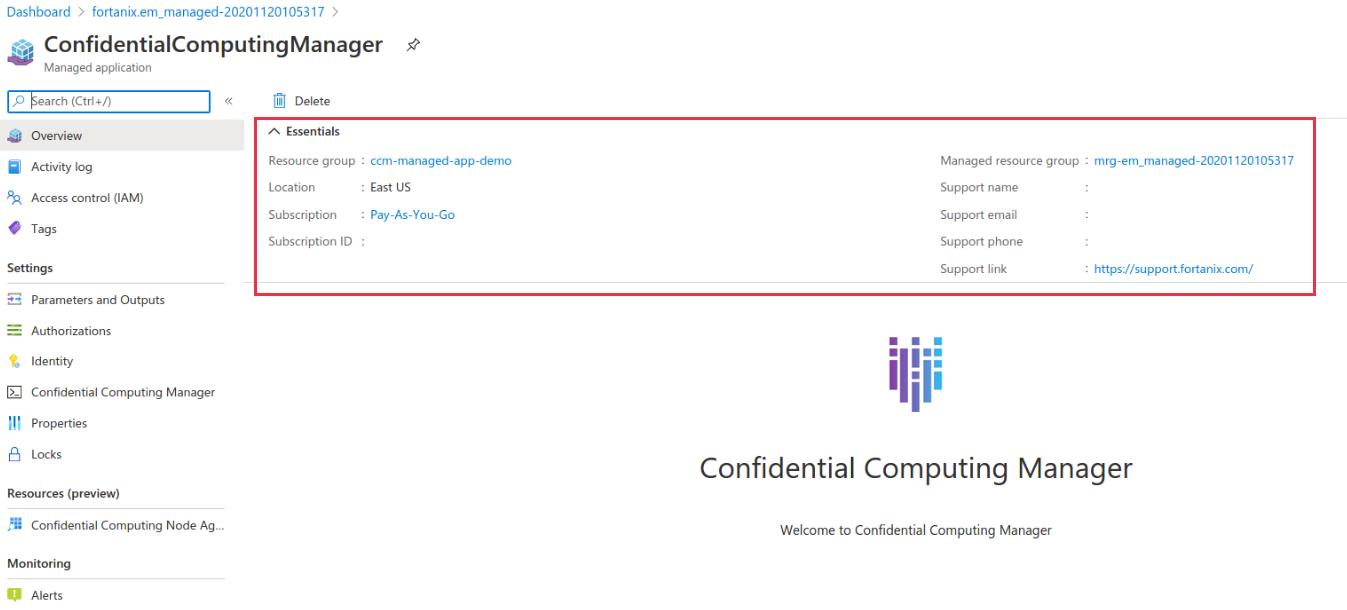 Dashboard > fortanix.em_managed-20201120105317 >
ConfidentialComputingManager
Managed application
Search (Ctrl+/)
«
Delete
Overview
Activity log
Access control (IAM)
Tags
Settings
Parameters and Outputs
Authorizations
Identity
Confidential Computing Manager
Properties
Locks
Resources (preview)
Confidential Computing Node Ag...
Monitoring
Alerts
Essentials
Resource group : ccm-managed-app-demo
Location : East US
Subscription : Pay-As-You-Go
Subscription ID :
Managed resource group : mrg-em_managed-20201120105317
Support name :
Support email :
Support phone :
Support link : https://support.fortanix.com/
Confidential Computing Manager
Welcome to Confidential Computing Manager